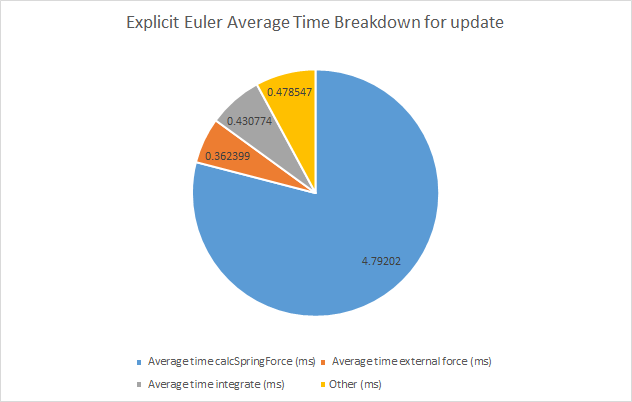 Explicit Euler Average Time Breakdown for update
0.478547
0.430774
0.362399
4.79202
Average time calcSpringForce (ms) Average time external force (ms)
Average time integrate (ms) Other (ms)